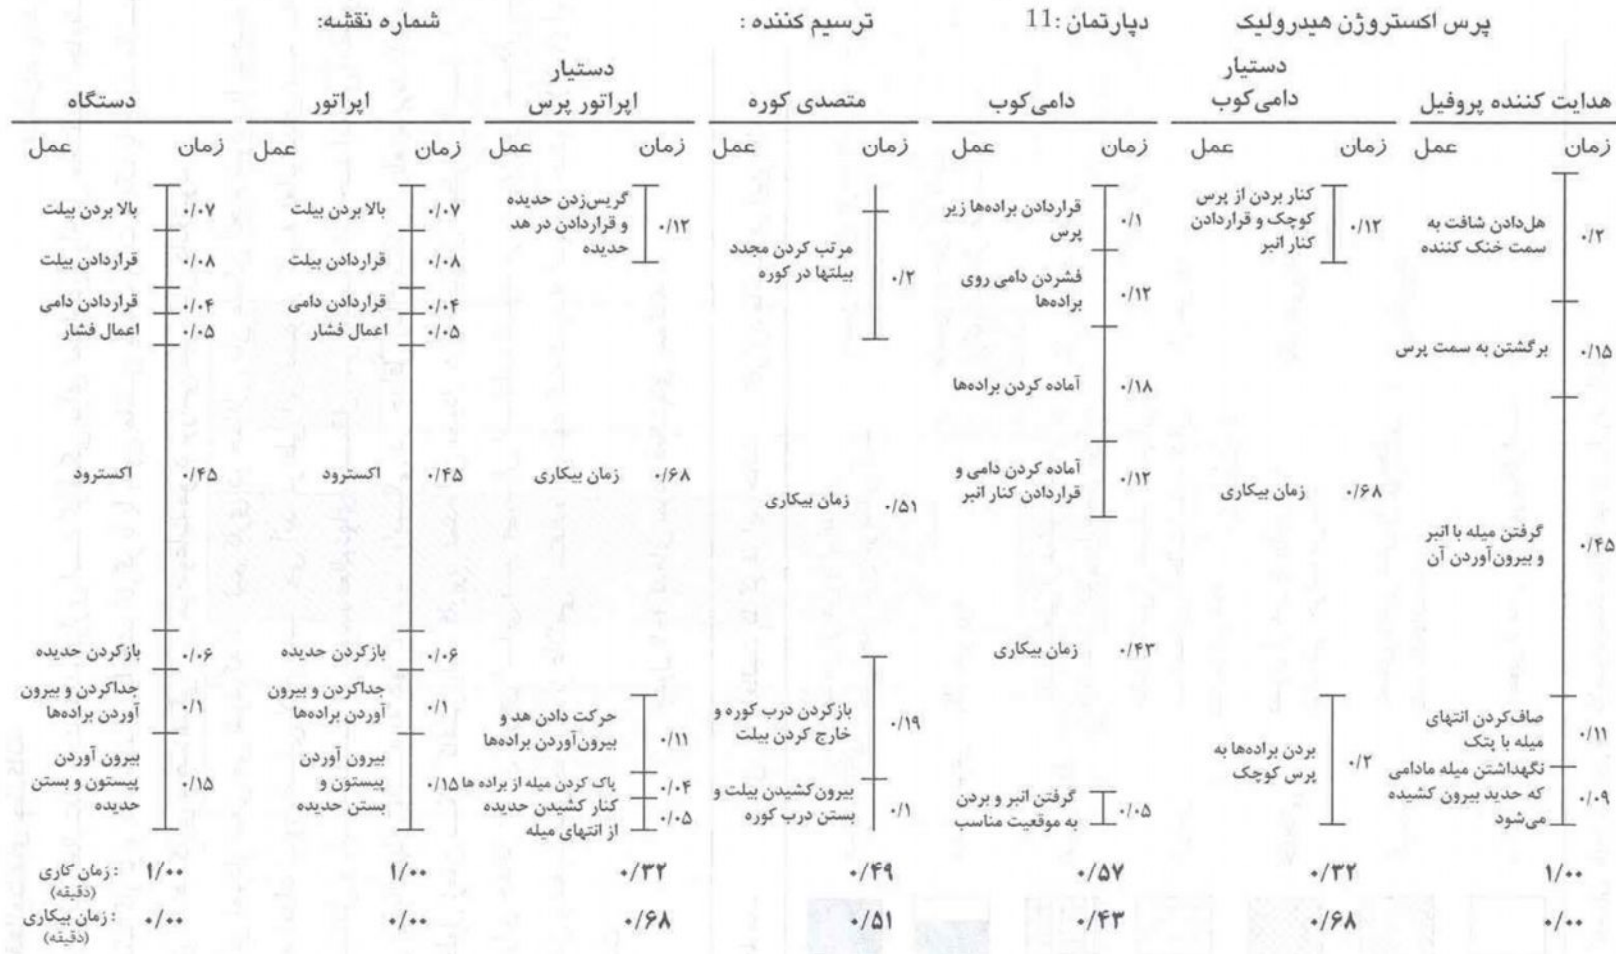 پرس اکستروژن هیدرولیک
دپارتمان :11
ترسیم کننده :
شماره نقشه:
هدایت کننده پروفیل
زمان
عمل
۰/۲
هل‌دادن شافت به
سمت خنک کننده
۰/۱۵
برگشتن به سمت پرس
۰/۴۵
گرفتن میله با انبر
و بیرون‌آوردن آن
۰/۱۱
صاف‌کردن انتهای
میله با پتک
۰/۰۹
نگهداشتن میله مادامی
که حدید بیرون کشیده
می‌شود
۱/۰۰
۰/۰۰
دستیار
دامی‌کوب
زمان
عمل
۰/۱۲
کنار بردن از پرس
کوچک و قراردادن
کنار انبر
۰/۶۸
زمان بیکاری
۰/۲
بردن براده‌ها به
پرس کوچک
۰/۳۲
۰/۶۸
دامی‌کوب
زمان
عمل
۰/۱
قراردادن براده‌ها زیر
پرس
۰/۱۲
فشردن دامی روی
براده‌ها
۰/۱۸
آماده کردن براده‌ها
۰/۱۲
آماده کردن دامی و
قراردادن کنار انبر
۰/۴۳
زمان بیکاری
۰/۰۵
گرفتن انبر و بردن
به موقعیت مناسب
۰/۵۷
۰/۴۳
متصدی کوره
زمان
عمل
۰/۲
مرتب کردن مجدد
بیلتها در کوره
۰/۵۱
زمان بیکاری
۰/۱۹
بازکردن درب کوره و
خارج کردن بیلت
۰/۱
بیرون‌کشیدن بیلت و
بستن درب کوره
۰/۴۹
۰/۵۱
دستیار
اپراتور پرس
زمان
عمل
۰/۱۲
گریس‌زدن حدیده
و قراردادن در هد
حدیده
۰/۶۸
زمان بیکاری
۰/۱۱
حرکت دادن هد و
بیرون‌آوردن براده‌ها
۰/۰۴
پاک کردن میله از براده ها
۰/۰۵
کنار کشیدن حدیده
از انتهای میله
۰/۳۲
۰/۶۸
اپراتور
زمان
عمل
۰/۰۷
بالا بردن بیلت
۰/۰۸
قراردادن بیلت
۰/۰۴
قراردادن دامی
۰/۰۵
اعمال فشار
۰/۴۵
اکسترود
۰/۰۶
بازکردن حدیده
۰/۱
جداکردن و بیرون
آوردن براده‌ها
۰/۱۵
بیرون آوردن
پیستون و
بستن حدیده
۱/۰۰
۰/۰۰
دستگاه
زمان
عمل
۰/۰۷
بالا بردن بیلت
۰/۰۸
قراردادن بیلت
۰/۰۴
قراردادن دامی
۰/۰۵
اعمال فشار
۰/۴۵
اکسترود
۰/۰۶
بازکردن حدیده
۰/۱
جداکردن و بیرون
آوردن براده‌ها
۰/۱۵
بیرون آوردن
پیستون و بستن
حدیده
۱/۰۰ : زمان کاری
(دقیقه)
۰/۰۰ : زمان بیکاری
(دقیقه)